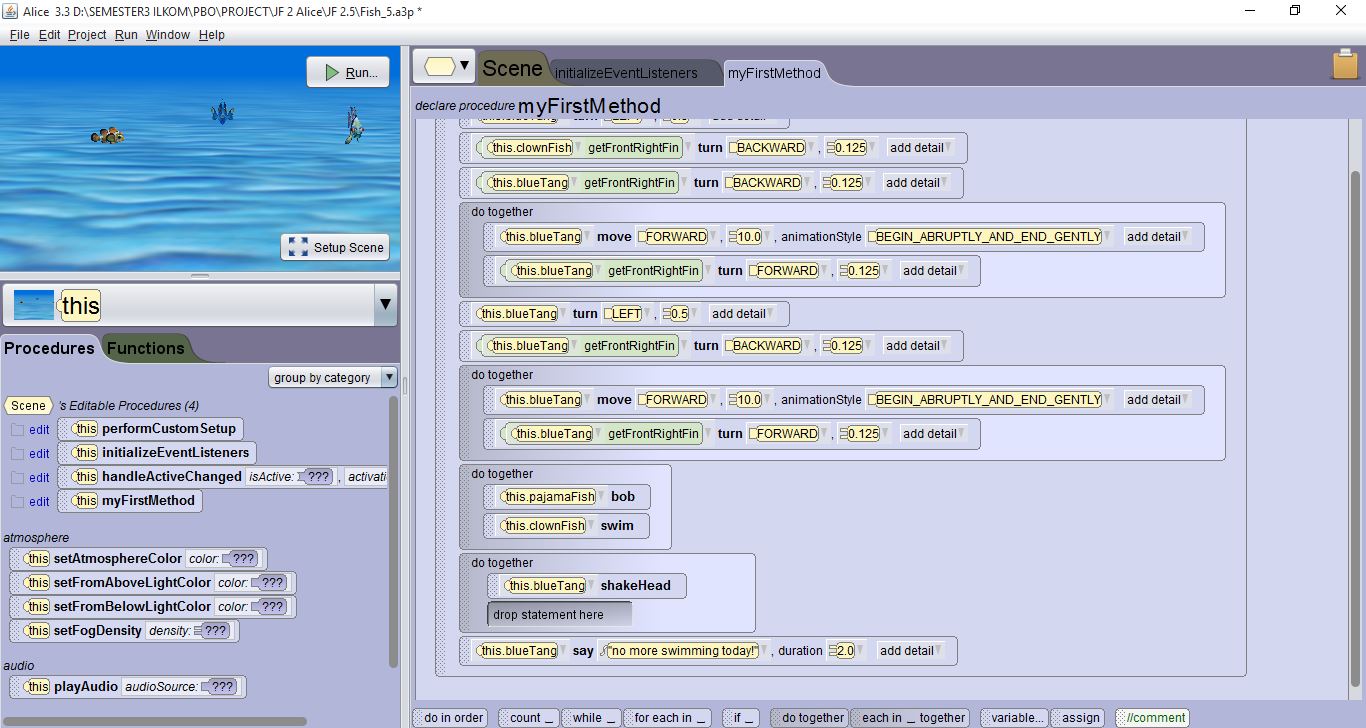 Alice 3.3 D:\SEMESTER3 ILKOM\PBO\PROJECT\JF 2 Alice\JF 2.5\Fish_5.a3p *
File Edit Project Run Window Help
Run...
Setup Scene
this
Procedures Functions
group by category
Scene 's Editable Procedures (4)
edit this performCustomSetup
edit this initializeEventListeners
edit this handleActiveChanged isActive: ??? , activati
edit this myFirstMethod
atmosphere
this setAtmosphereColor color: ???
this setFromAboveLightColor color: ???
this setFromBelowLightColor color: ???
this setFogDensity density: ???
audio
this playAudio audioSource: ???
Scene initializeEventListeners myFirstMethod
declare procedure myFirstMethod
this.blueTang turn LEFT , 0.5 add detail
this.clownFish getFrontRightFin turn BACKWARD , 0.125 add detail
this.blueTang getFrontRightFin turn BACKWARD , 0.125 add detail
do together
this.blueTang move FORWARD , 10.0 , animationStyle BEGIN_ABRUPTLY_AND_END_GENTLY add detail
this.blueTang getFrontRightFin turn FORWARD , 0.125 add detail
this.blueTang turn LEFT , 0.5 add detail
this.blueTang getFrontRightFin turn BACKWARD , 0.125 add detail
do together
this.blueTang move FORWARD , 10.0 , animationStyle BEGIN_ABRUPTLY_AND_END_GENTLY add detail
this.blueTang getFrontRightFin turn FORWARD , 0.125 add detail
do together
this.pajamaFish bob
this.clownFish swim
do together
this.blueTang shakeHead
drop statement here
this.blueTang say "no more swimming today!" , duration 2.0 add detail
do in order count _ while _ for each in _ if _ do together each in _ together variable... assign //comment